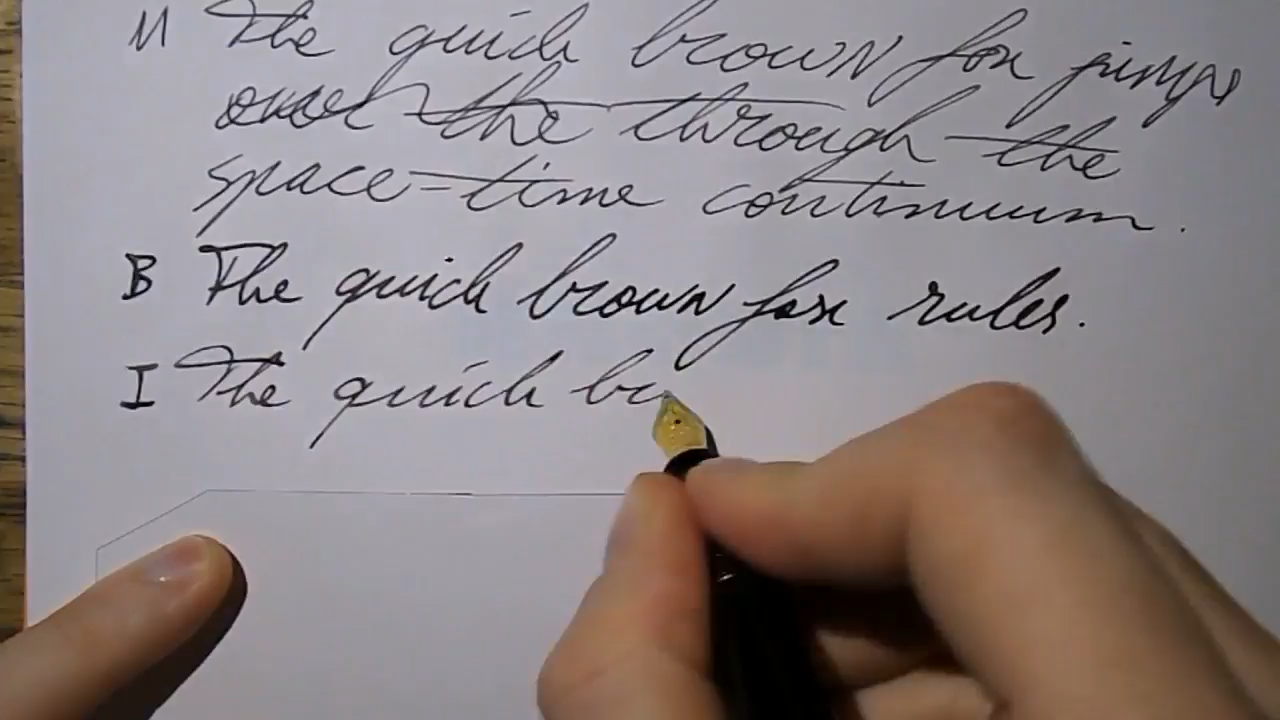 M The quick brown fox jumps
over the through the
space-time continuum.
B The quick brown fox rules.
I The quick bro